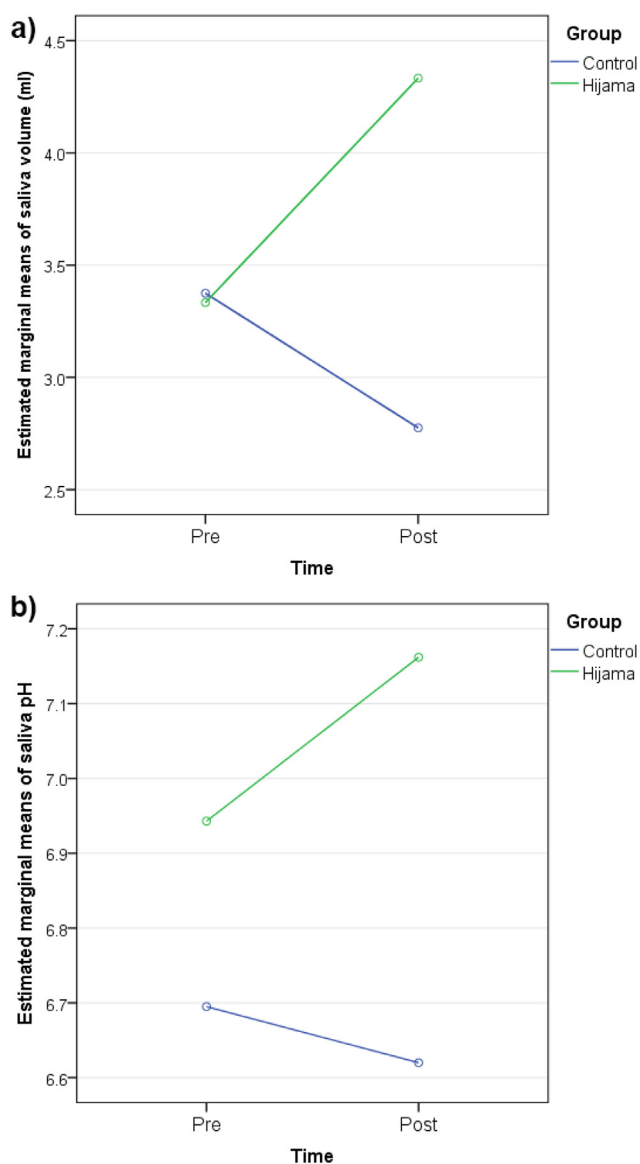 a)
Estimated marginal means of saliva volume (ml)
4.5
4.0
3.5
3.0
2.5
Pre
Post
Time
Group
Control
Hijama
b)
Estimated marginal means of saliva pH
7.2
7.1
7.0
6.9
6.8
6.7
6.6
Pre
Post
Time
Group
Control
Hijama